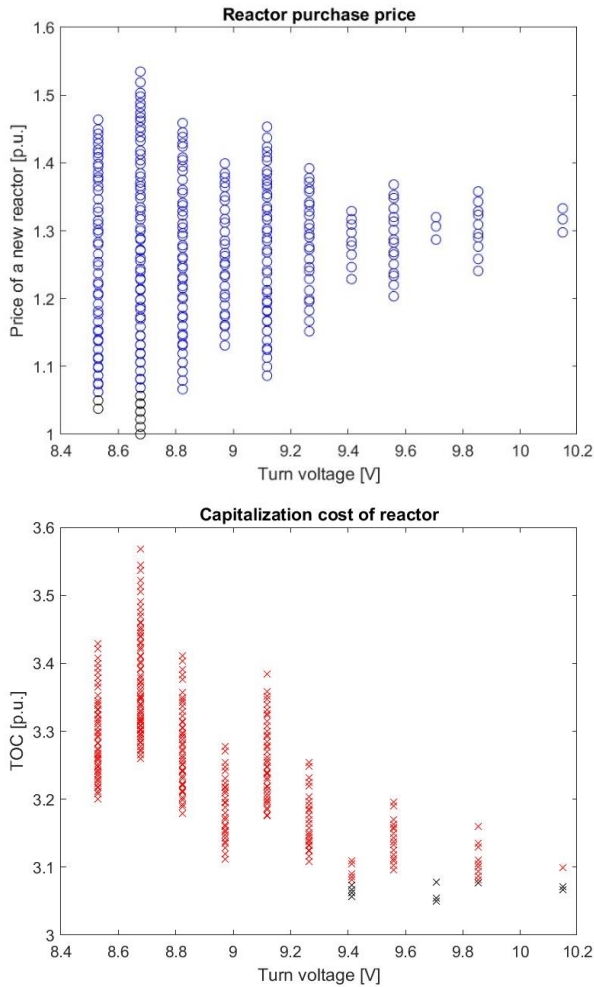 Reactor purchase price
Price of a new reactor [p.u.]
1.6
1.5
1.4
1.3
1.2
1.1
1
8.4 8.6 8.8 9 9.2 9.4 9.6 9.8 10 10.2
Turn voltage [V]
Capitalization cost of reactor
TOC [p.u.]
3.6
3.5
3.4
3.3
3.2
3.1
3
8.4 8.6 8.8 9 9.2 9.4 9.6 9.8 10 10.2
Turn voltage [V]